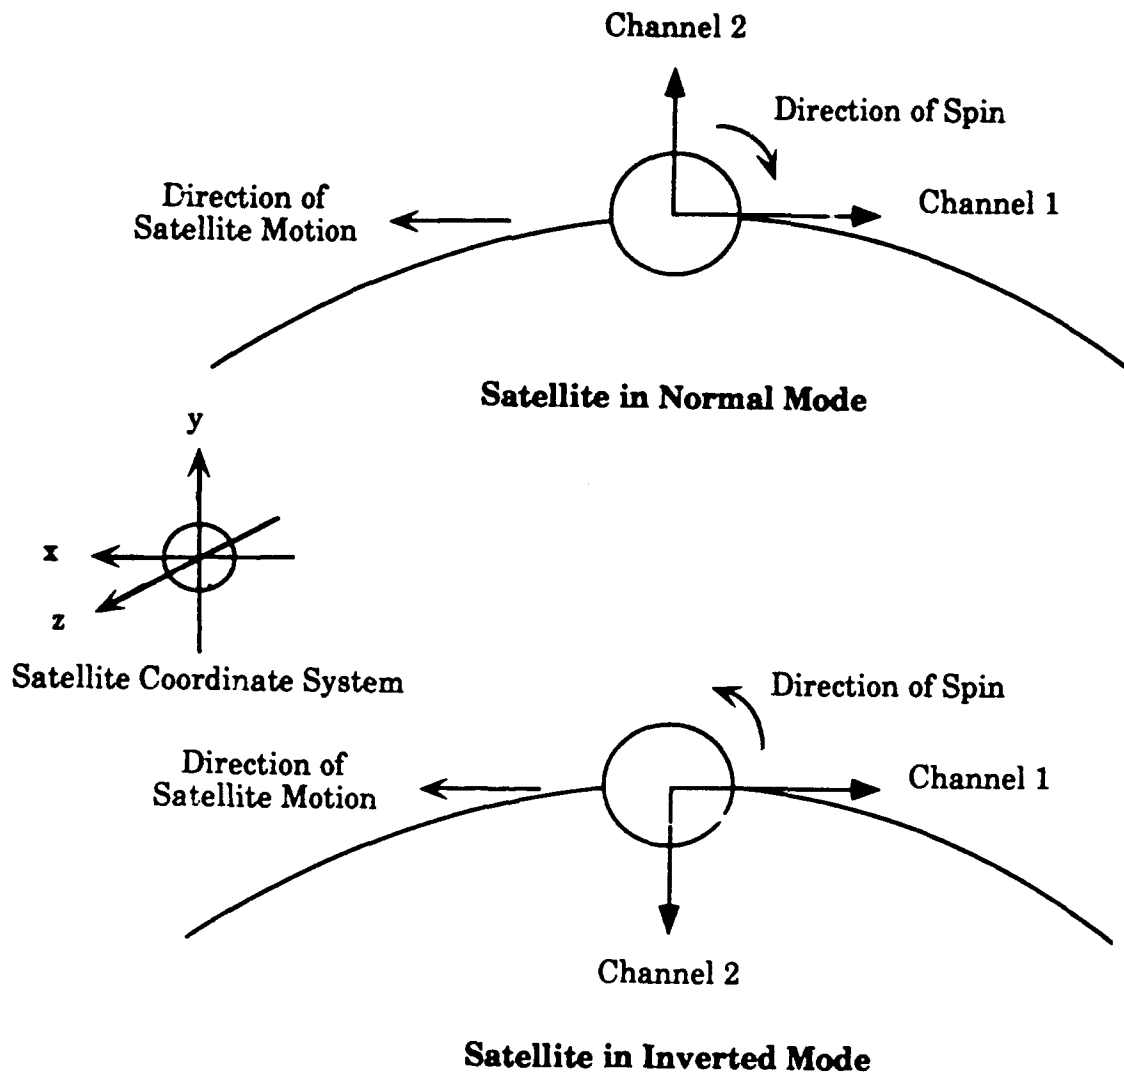 Channel 2
Direction of Spin
Direction of
Satellite Motion
Channel 1
Satellite in Normal Mode
y
x
z
Satellite Coordinate System
Direction of Spin
Direction of
Satellite Motion
Channel 1
Channel 2
Satellite in Inverted Mode